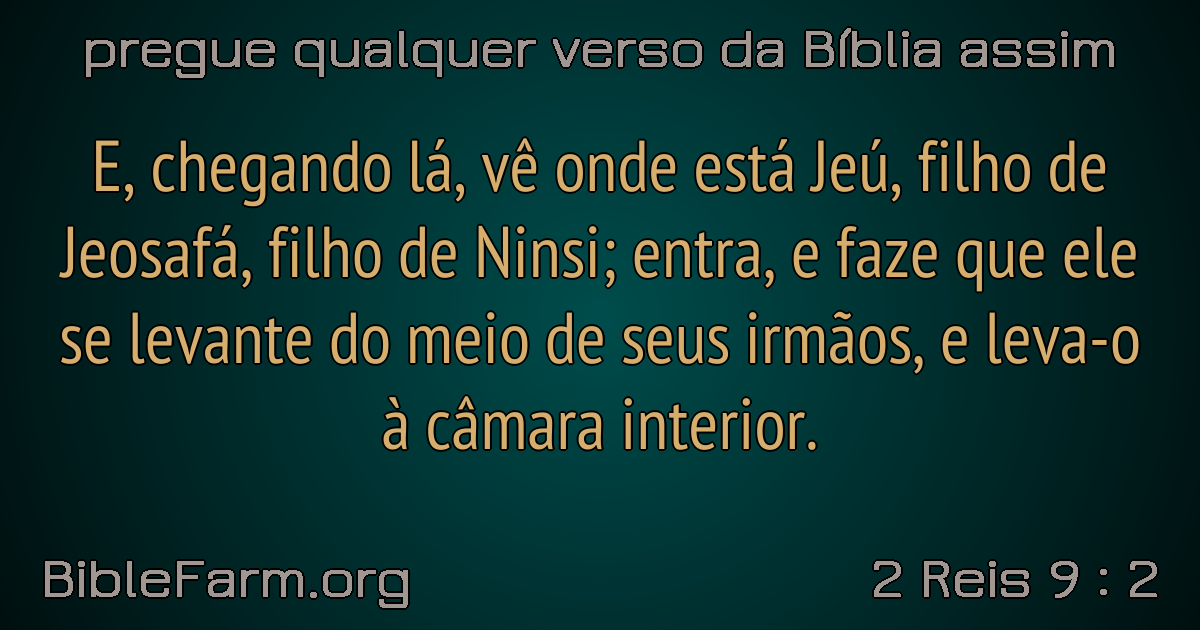 pregue qualquer verso da Bíblia assim
E, chegando lá, vê onde está Jeú, filho de
Jeosafá, filho de Ninsi; entra, e faze que ele
se levante do meio de seus irmãos, e leva-o
à câmara interior.
BibleFarm.org
2 Reis 9 : 2